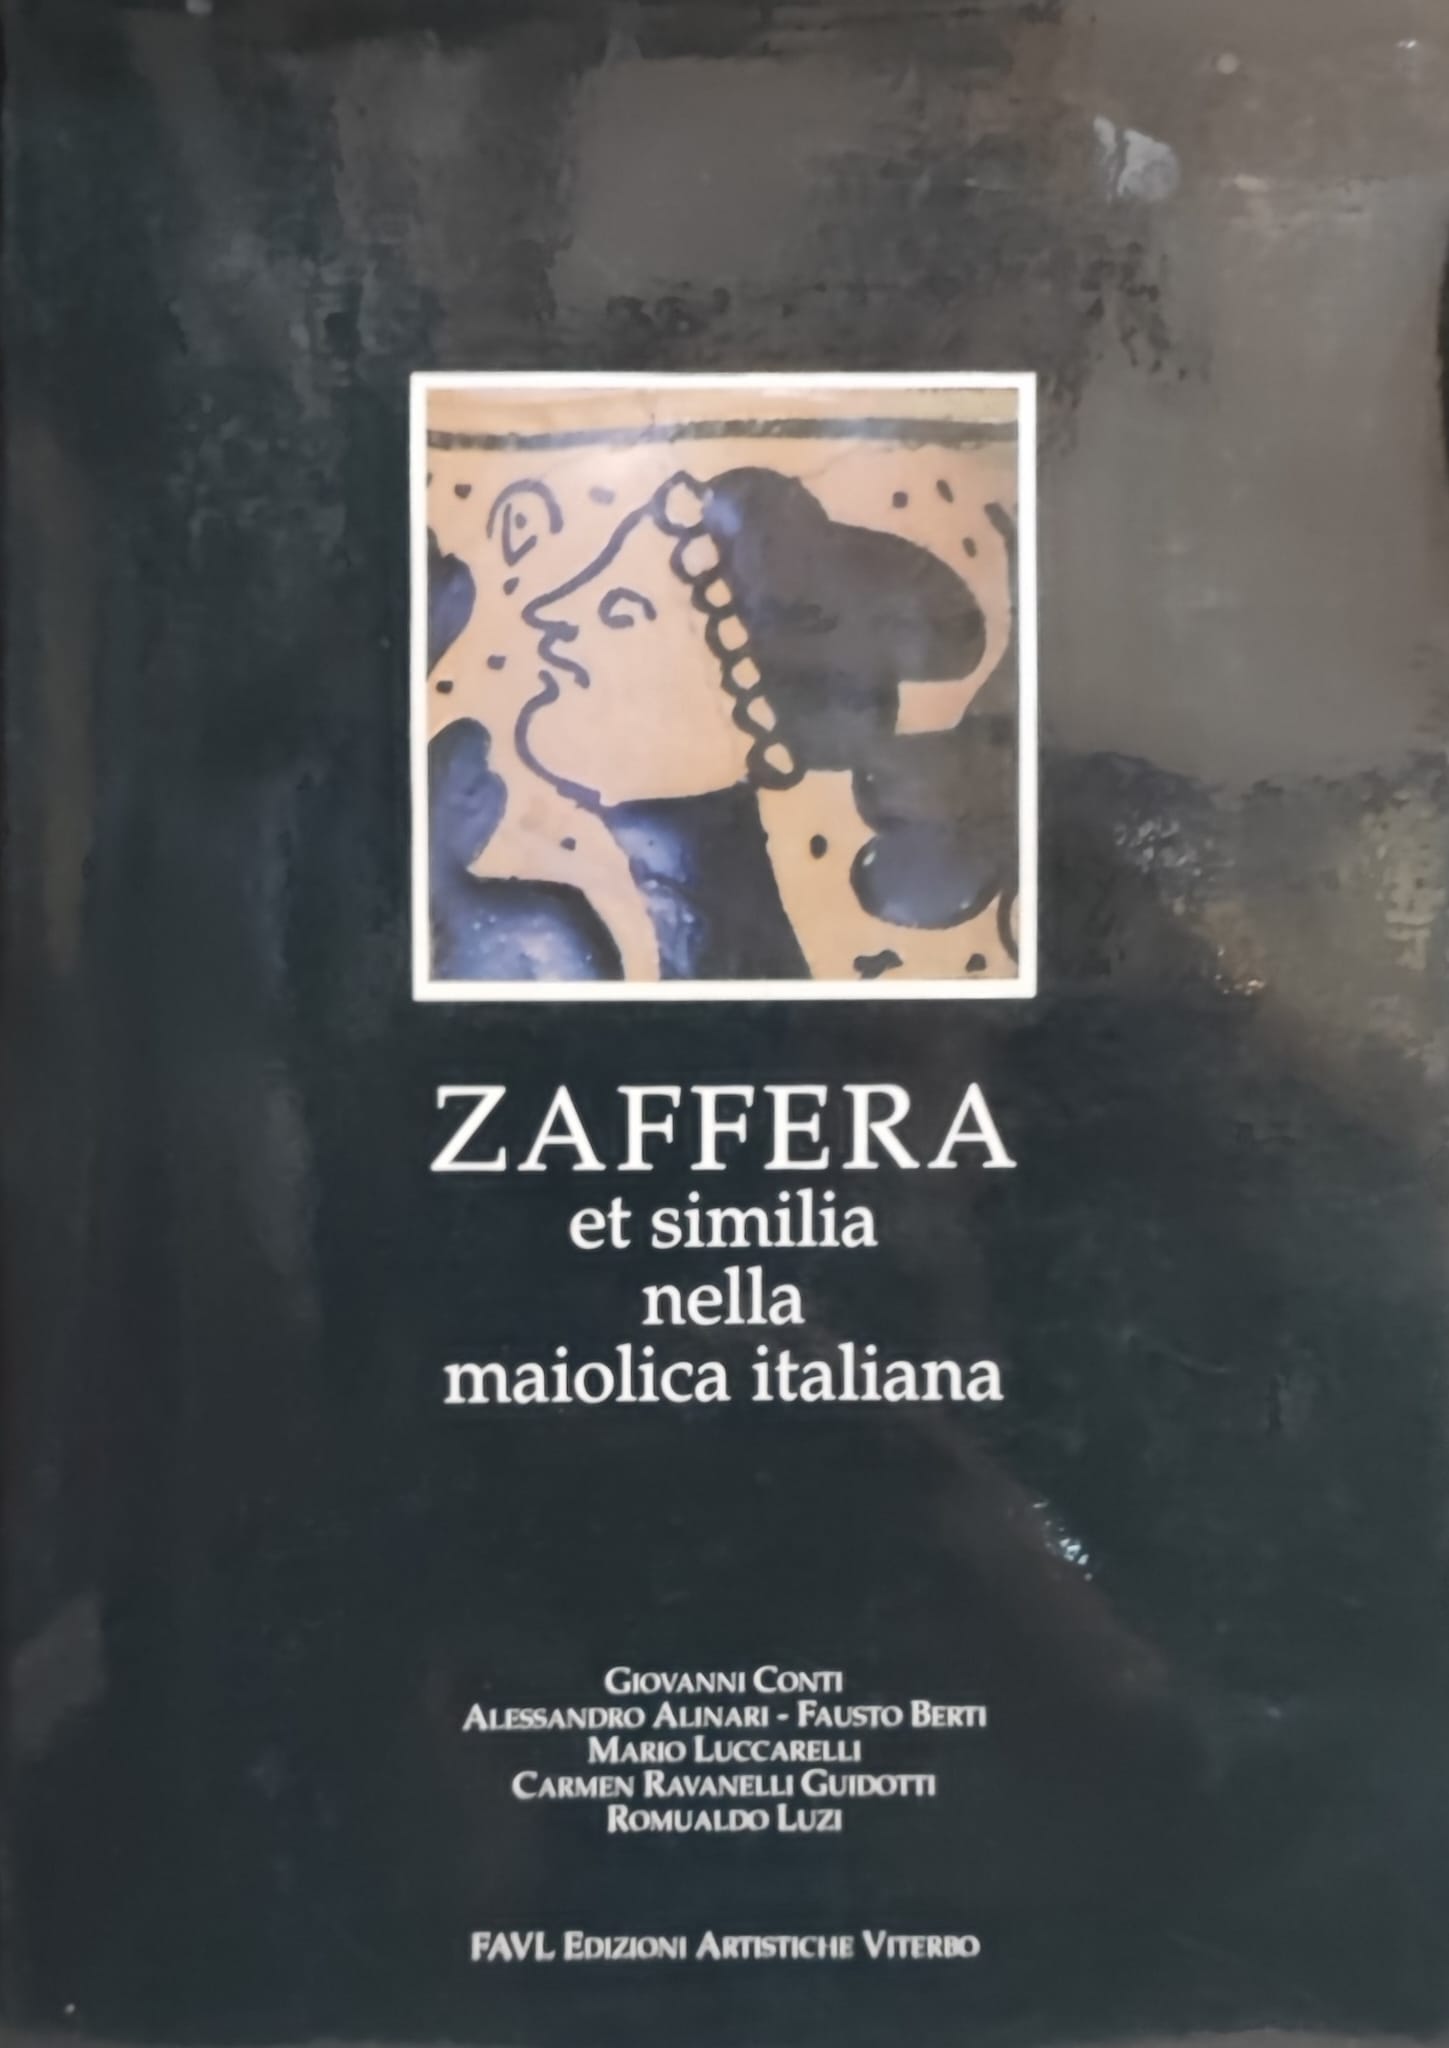 ZAFFERA
et similia
nella
maiolica italiana
GIOVANNI CONTI
ALESSANDRO ALINARI - FAUSTO BERTI
MARIO LUCCARELLI
CARMEN RAVANELLI GUIDOTTI
ROMUALDO LUZI
FAVL EDIZIONI ARTISTICHE VITERBO